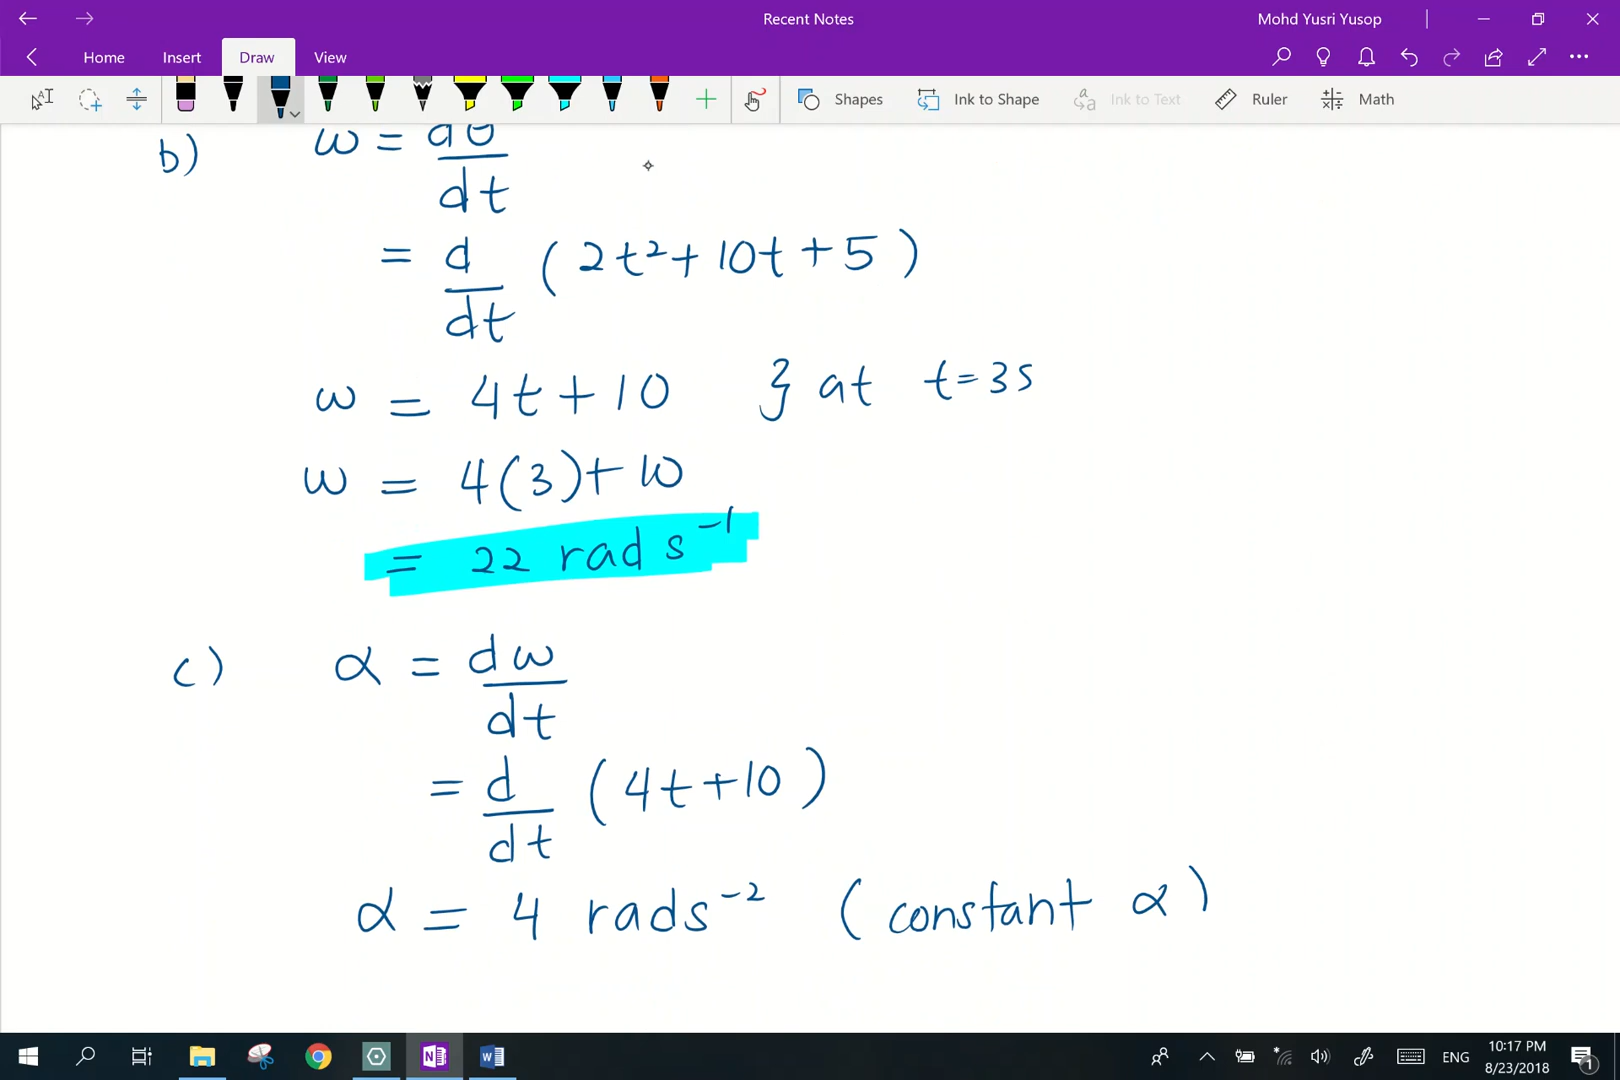 Recent Notes
Mohd Yusri Yusop
Home Insert Draw View
Shapes Ink to Shape Ink to Text Ruler Math
b) ω = dθ
dt
= d ( 2t² + 10t + 5 )
dt
ω = 4t + 10 } at t = 3s
ω = 4(3) + 10
= 22 rad s⁻¹
c) α = dω
dt
= d ( 4t + 10 )
dt
α = 4 rads⁻² ( constant α )
ENG
10:17 PM
8/23/2018
1